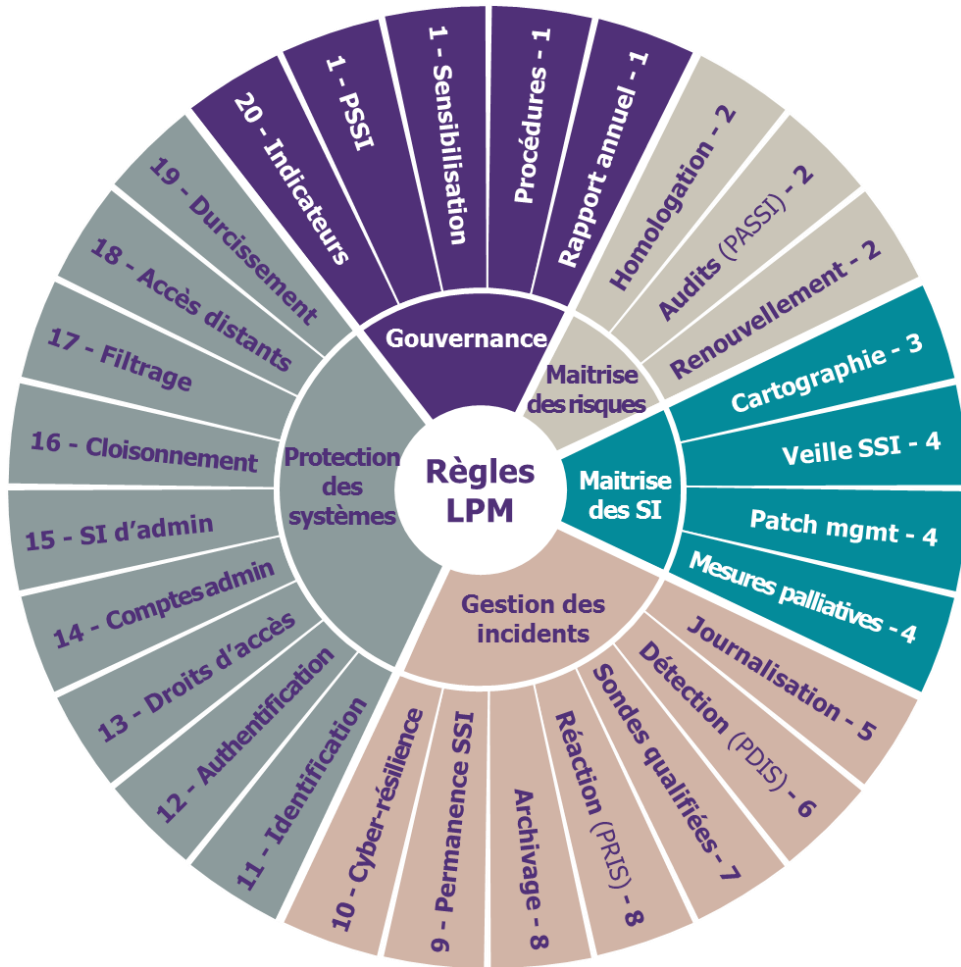 Règles
LPM
Gouvernance
20 - Indicateurs
1 - PSSI
1 - Sensibilisation
Procédures - 1
Rapport annuel - 1
Maitrise
des risques
Homologation - 2
Audits (PASSI) - 2
Renouvellement - 2
Maitrise
des SI
Cartographie - 3
Veille SSI - 4
Patch mgmt - 4
Mesures palliatives - 4
Gestion des
incidents
Journalisation - 5
Détection (PDIS) - 6
Sondes qualifiées - 7
Réaction (PRIS) - 8
Archivage - 8
9 - Permanence SSI
10 - Cyber-résilience
Protection
des
systèmes
11 - Identification
12 - Authentification
13 - Droits d’accès
14 - Comptes admin
15 - SI d’admin
16 - Cloisonnement
17 - Filtrage
18 - Accès distants
19 - Durcissement